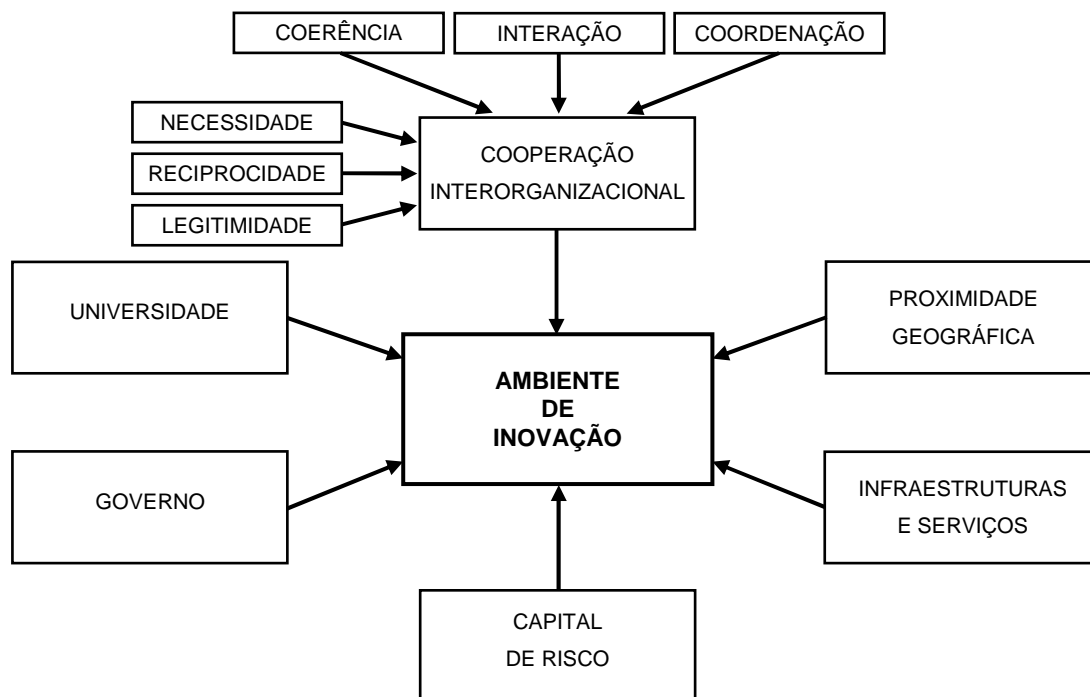 COERÊNCIA
INTERAÇÃO
COORDENAÇÃO
NECESSIDADE
RECIPROCIDADE
LEGITIMIDADE
COOPERAÇÃO
INTERORGANIZACIONAL
UNIVERSIDADE
PROXIMIDADE
GEOGRÁFICA
AMBIENTE
DE
INOVAÇÃO
GOVERNO
INFRAESTRUTURAS
E SERVIÇOS
CAPITAL
DE RISCO